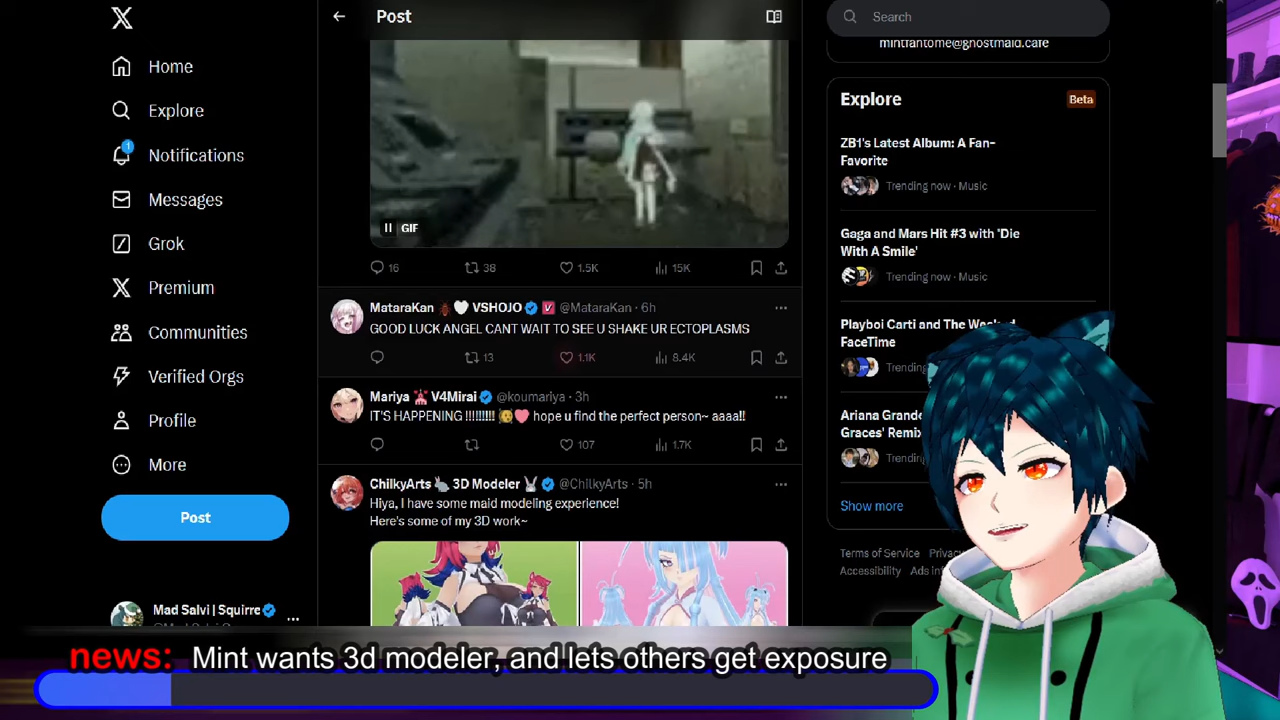 Home
Explore
Notifications
1
Messages
Grok
Premium
Communities
Verified Orgs
Profile
More
Post
Mad Salvi | Squirre
Post
GIF
16 38 1.5K 15K
MataraKan 🪳🤍 VSHOJO @MataraKan · 6h
GOOD LUCK ANGEL CANT WAIT TO SEE U SHAKE UR ECTOPLASMS
13 1.1K 8.4K
Mariya 🏰 V4Mirai @koumariya · 3h
IT'S HAPPENING !!!!!!!!! 🥳💗 hope u find the perfect person~ aaaa!!
107 1.7K
ChilkyArts 🐇 3D Modeler 🐰 @ChilkyArts · 5h
Hiya, I have some maid modeling experience!
Here's some of my 3D work~
Search
mintfantome@ghostmaid.cafe
Explore
Beta
ZB1's Latest Album: A Fan-
Favorite
Trending now · Music
Gaga and Mars Hit #3 with 'Die
With A Smile'
Trending now · Music
Playboi Carti and The
FaceTime
Trending now
Ariana Grande
Graces' Remix
Trending
Show more
Terms of Service
Accessibility Ads
news: Mint wants 3d modeler, and lets others get exposure